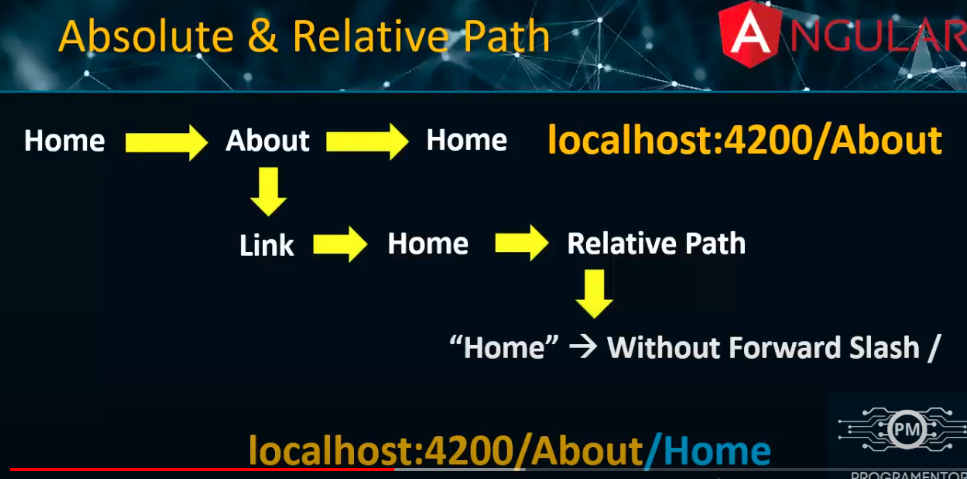 Absolute & Relative Path
A NGULAR
Home About Home localhost:4200/About
Link Home Relative Path
“Home” → Without Forward Slash /
localhost:4200/About/Home
PM
PROGRAMENTOR